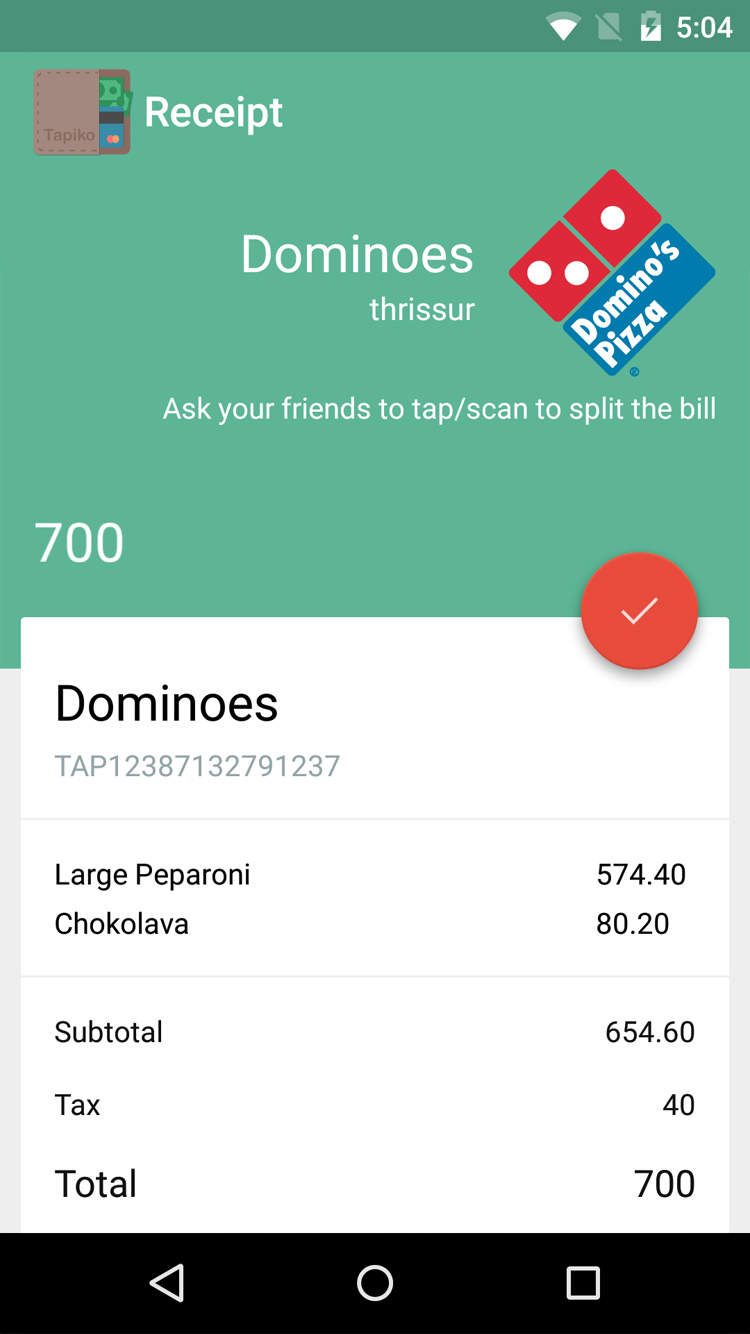 5:04
Tapiko
Receipt
Dominoes
thrissur
Domino's
Pizza
®
Ask your friends to tap/scan to split the bill
700
Dominoes
TAP12387132791237
Large Peparoni 574.40
Chokolava 80.20
Subtotal 654.60
Tax 40
Total 700